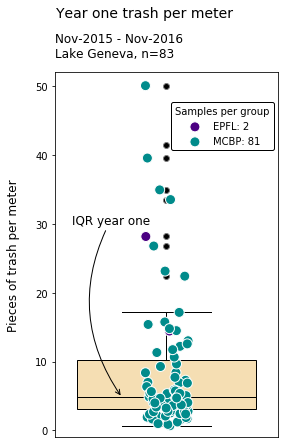 Year one trash per meter
Nov-2015 - Nov-2016
Lake Geneva, n=83
50
Samples per group
EPFL: 2
MCBP: 81
40
Pieces of trash per meter
IQR year one
30
20
10
0